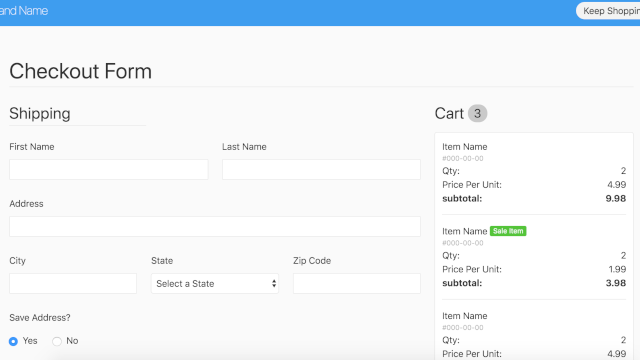 and Name
Keep Shoppin
Checkout Form
Shipping
Cart 3
First Name
Last Name
Address
City
State
Zip Code
Select a State
Save Address?
Yes
No
Item Name
#000-00-00
Qty: 2
Price Per Unit: 4.99
subtotal: 9.98
Item Name Sale Item
#000-00-00
Qty: 2
Price Per Unit: 1.99
subtotal: 3.98
Item Name
#000-00-00
Qty: 2
Price Per Unit: 4.99